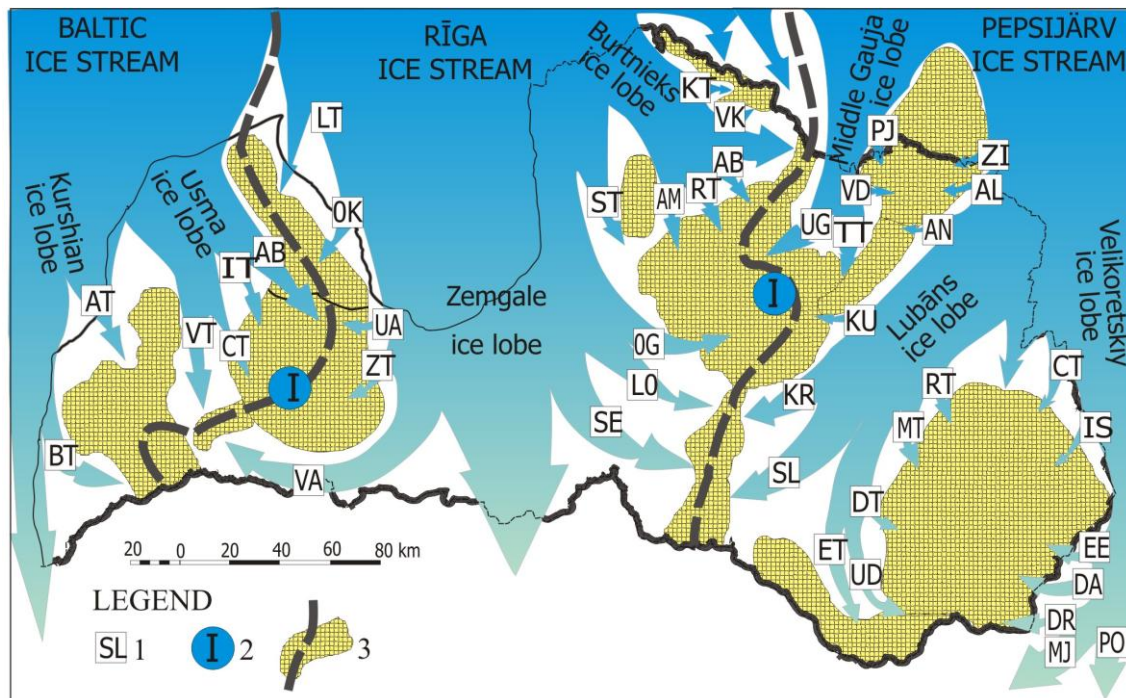 BALTIC
ICE STREAM
RĪGA
ICE STREAM
PEPSIJÄRV
ICE STREAM
Burtnieks
ice lobe
Middle Gauja
ice lobe
Kurshian
ice lobe
Usma
ice lobe
Zemgale
ice lobe
Lubāns
ice lobe
Velikoretskiy
ice lobe
LT
OK
AB
IT
AT
VT
CT
UA
ZT
I
BT
VA
KT
VK
PJ
ZI
AB
RT
AM
ST
VD
AL
UG
TT
AN
I
KU
OG
LO
KR
SE
SL
CT
RT
MT
IS
DT
ET
UD
EE
DA
DR
MJ
PO
20 0 20 40 60 80 km
LEGEND
SL 1 I 2 3